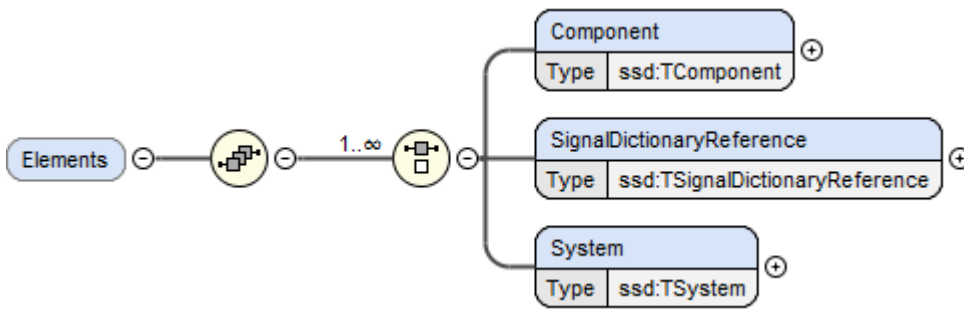 Component
Type ssd:TComponent
Elements
1..∞
SignalDictionaryReference
Type ssd:TSignalDictionaryReference
System
Type ssd:TSystem